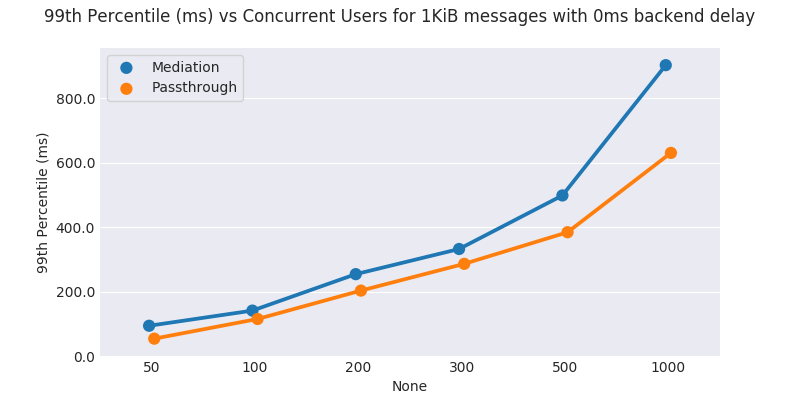 99th Percentile (ms) vs Concurrent Users for 1KiB messages with 0ms backend delay
Mediation
Passthrough
99th Percentile (ms)
800.0
600.0
400.0
200.0
0.0
50 100 200 300 500 1000
None